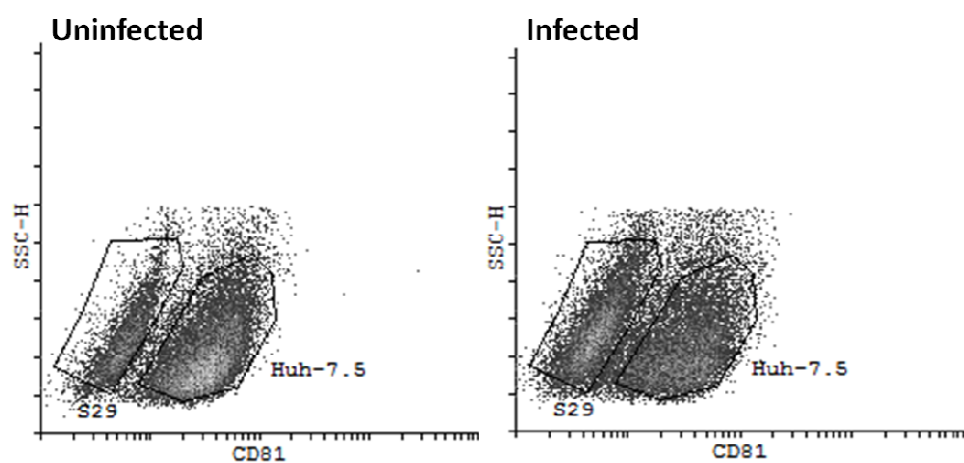 Uninfected
SSC-H
S29
Huh-7.5
CD81
Infected
SSC-H
S29
Huh-7.5
CD81